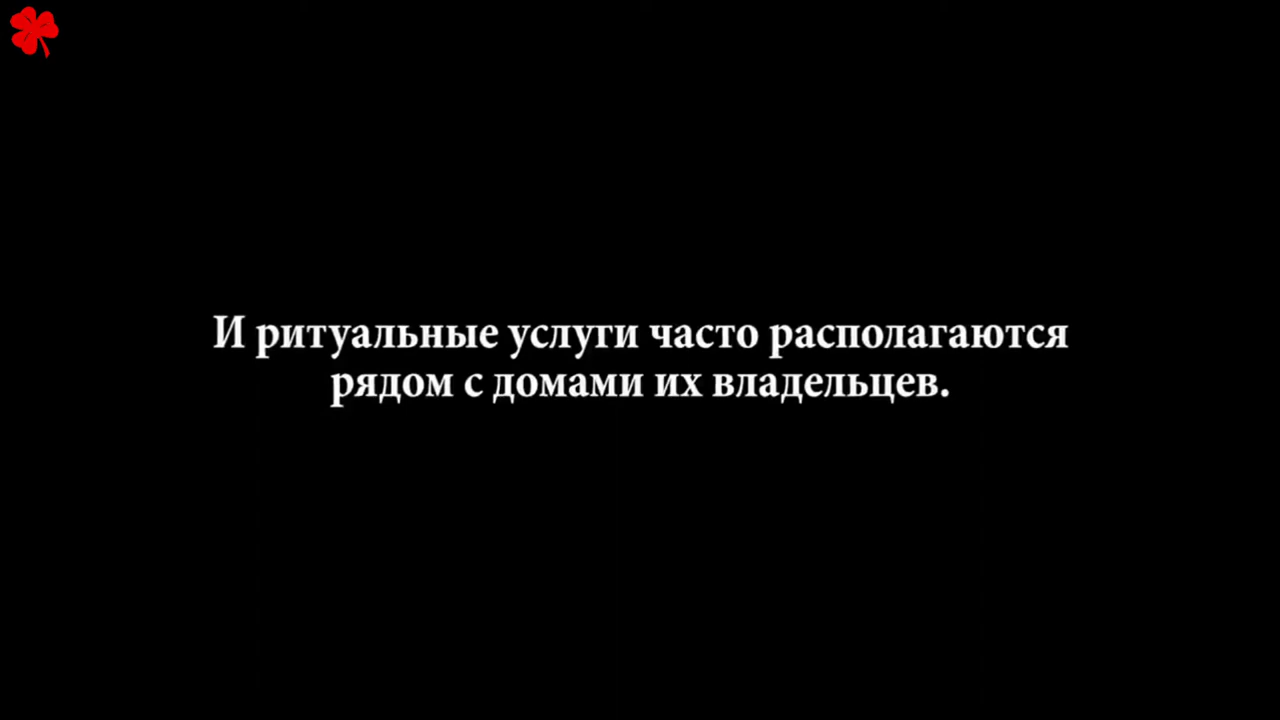 И ритуальные услуги часто располагаются
рядом с домами их владельцев.